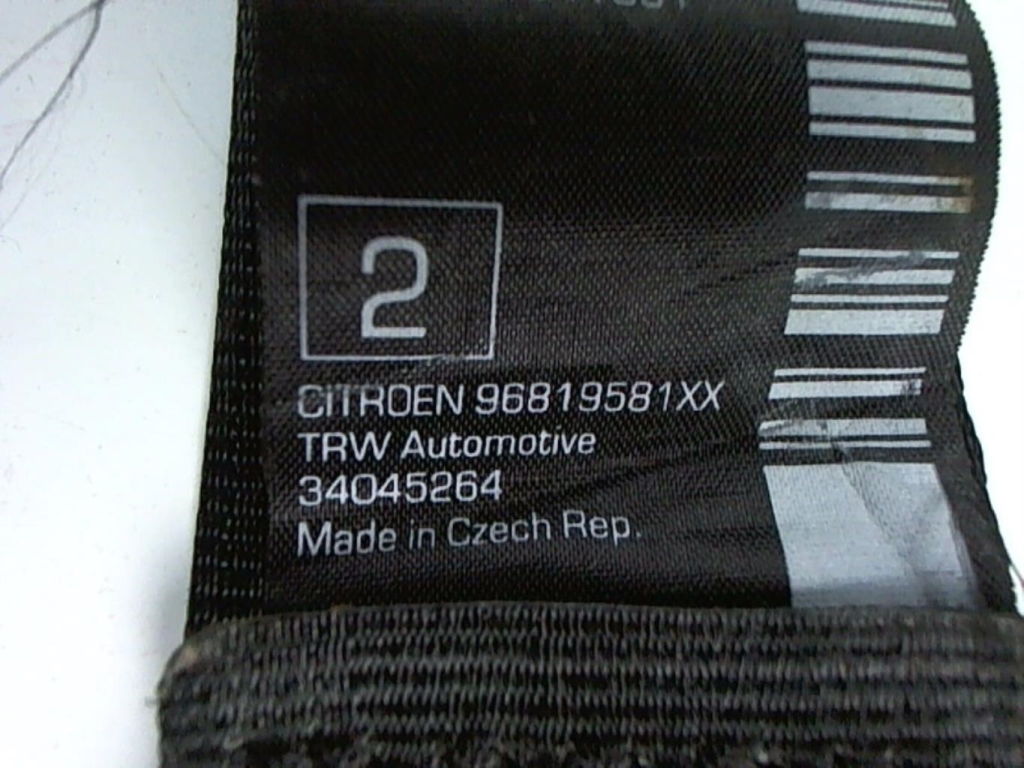 2
CITROEN 96819581XX
TRW Automotive
34045264
Made in Czech Rep.